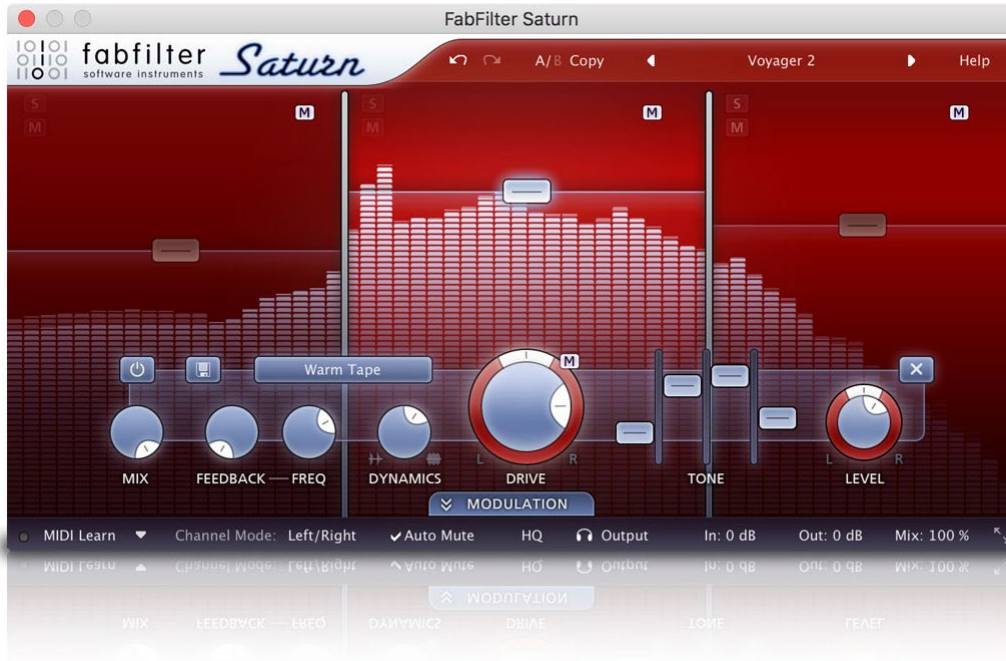 FabFilter Saturn
fabfilter
software instruments
Saturn
A/B Copy
Voyager 2
Help
S
M
M
S
M
M
S
M
M
Warm Tape
M
L
R
L
R
MIX
FEEDBACK
FREQ
DYNAMICS
DRIVE
TONE
LEVEL
MODULATION
MIDI Learn
Channel Mode: Left/Right
Auto Mute
HQ
Output
In: 0 dB
Out: 0 dB
Mix: 100 %